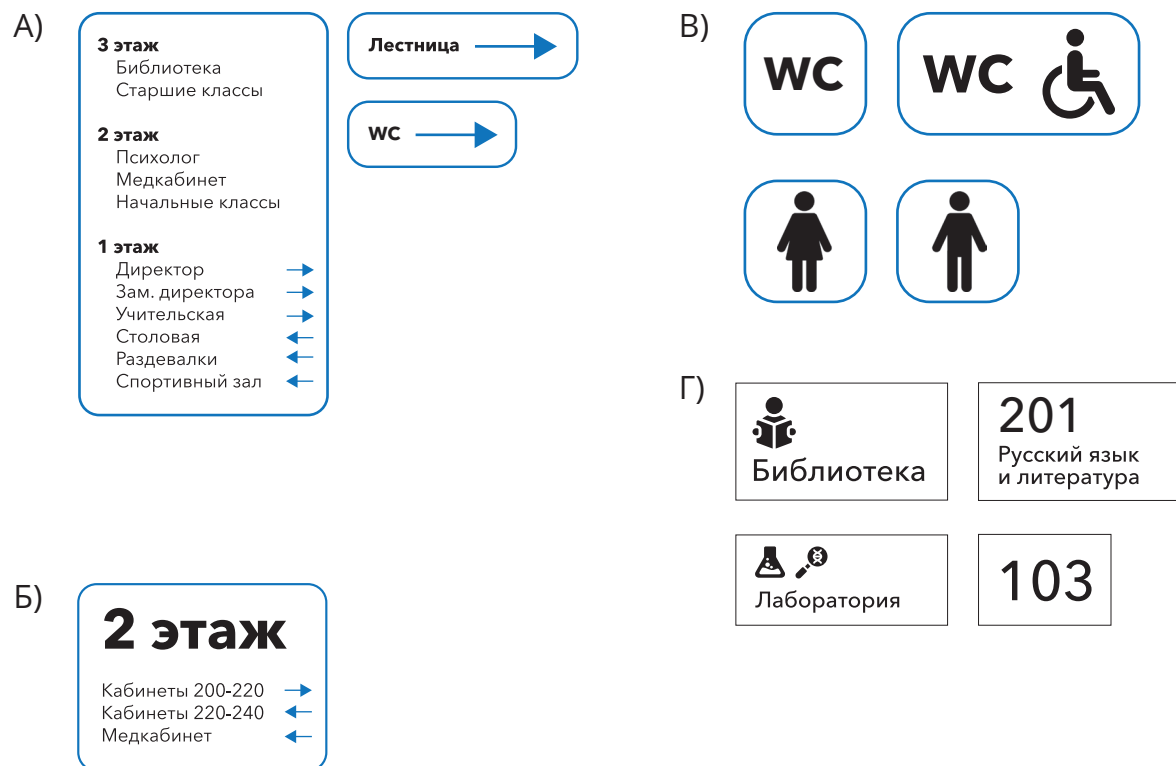 А)
3 этаж
Библиотека
Старшие классы
2 этаж
Психолог
Медкабинет
Начальные классы
1 этаж
Директор
Зам. директора
Учительская
Столовая
Раздевалки
Спортивный зал
Лестница
WC
Б)
2 этаж
Кабинеты 200-220
Кабинеты 220-240
Медкабинет
В)
WC
WC
Г)
Библиотека
201
Русский язык
и литература
Лаборатория
103